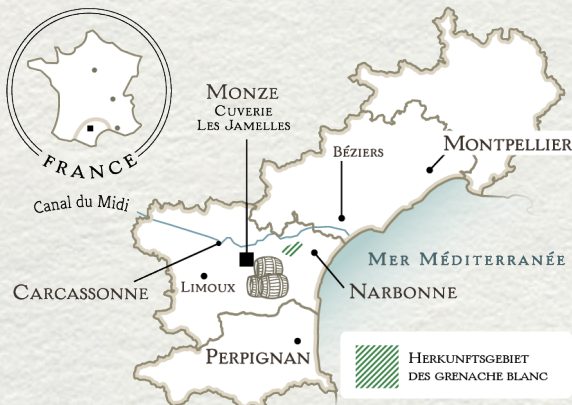 FRANCE
MONZE
CUVERIE
LES JAMELLES
BÉZIERS
MONTPELLIER
Canal du Midi
MER MÉDITERRANÉE
CARCASSONNE
LIMOUX
NARBONNE
PERPIGNAN
HERKUNFTSGEBIET
DES GRENACHE BLANC